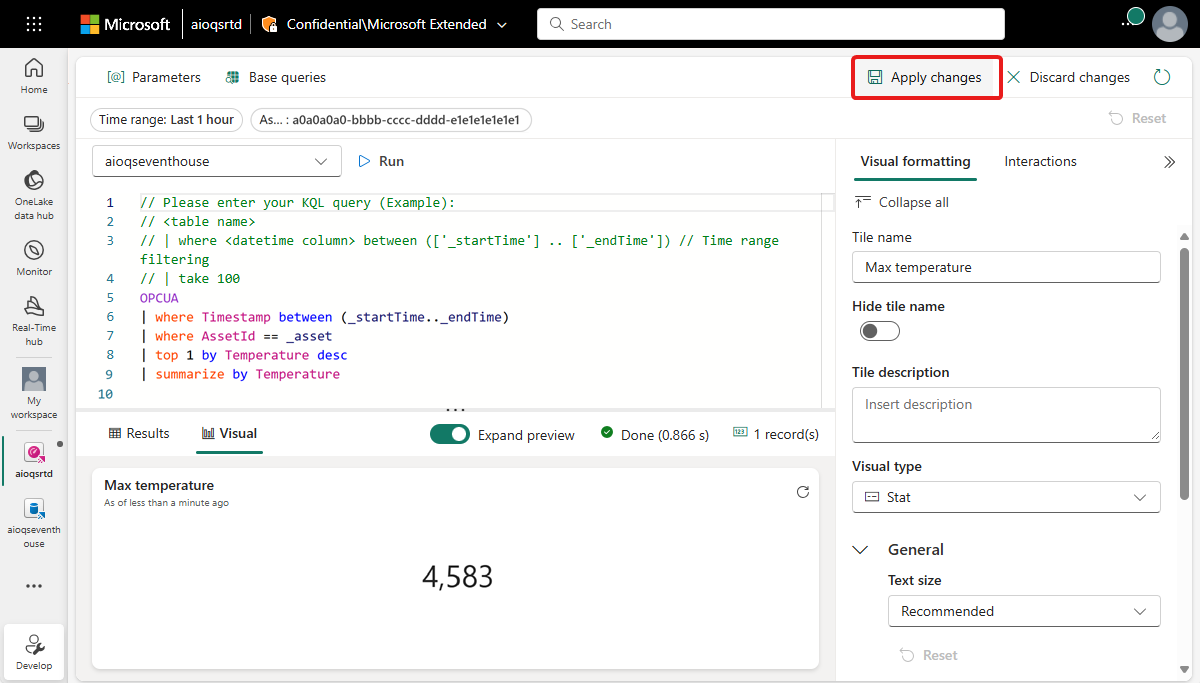 Microsoft aioqsrtd Confidential\Microsoft Extended Search
Home
Workspaces
OneLake
data hub
Monitor
Real-Time
hub
My
workspace
aioqsrtd
aioqseventh
ouse
Develop
Parameters Base queries Apply changes Discard changes
Time range: Last 1 hour As... : a0a0a0a0-bbbb-cccc-dddd-e1e1e1e1e1e1 Reset
aioqseventhouse Run
1 // Please enter your KQL query (Example):
2 // <table name>
3 // | where <datetime column> between (['_startTime'] .. ['_endTime']) // Time range
filtering
4 // | take 100
5 OPCUA
6 | where Timestamp between (_startTime.._endTime)
7 | where AssetId == _asset
8 | top 1 by Temperature desc
9 | summarize by Temperature
10
Results Visual Expand preview Done (0.866 s) 123 1 record(s)
Max temperature
As of less than a minute ago
4,583
Visual formatting Interactions
Collapse all
Tile name
Max temperature
Hide tile name
Tile description
Insert description
Visual type
Stat
General
Text size
Recommended
Reset